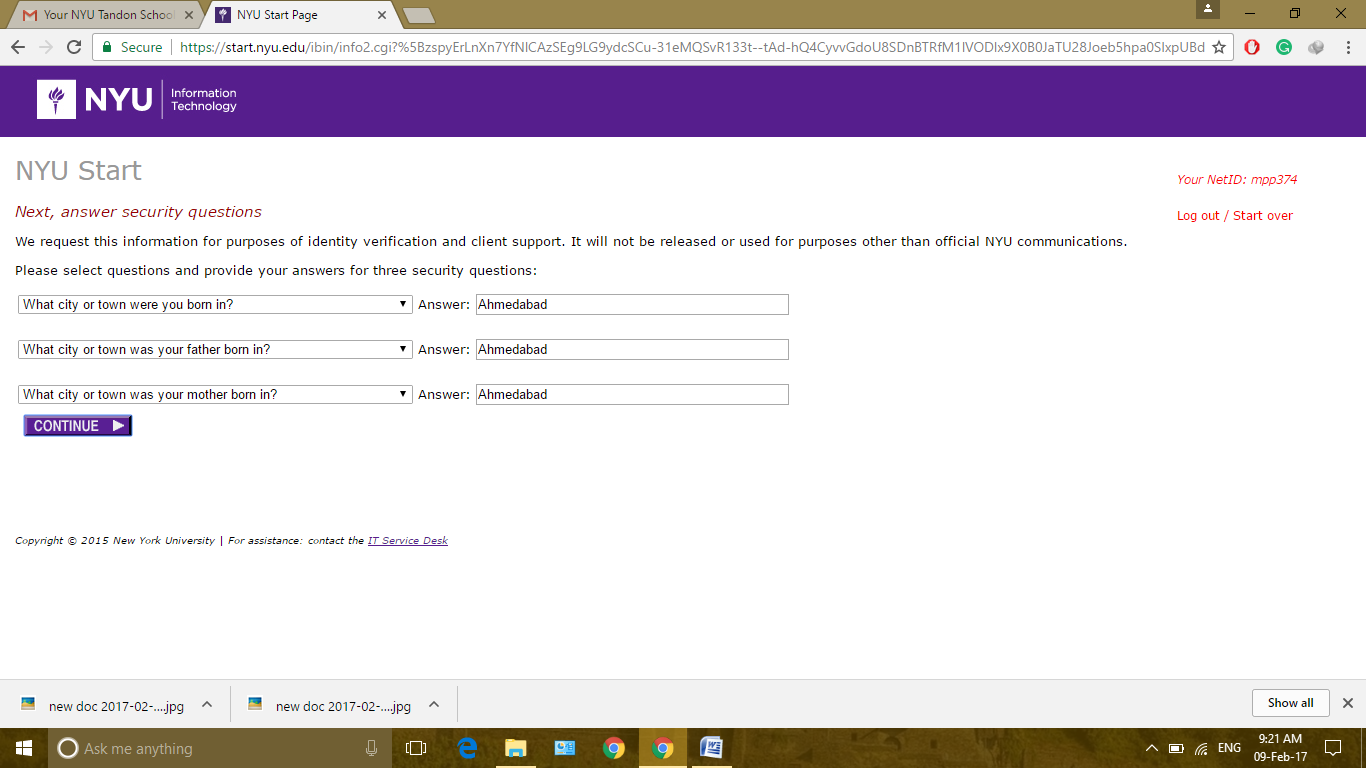 Your NYU Tandon School
NYU Start Page
Secure
https://start.nyu.edu/ibin/info2.cgi?%5BzspyErLnXn7YfNlCAzSEg9LG9ydcSCu-31eMQSvR133t--tAd-hQ4CyvvGdoU8SDnBTRfM1lVODlx9X0B0JaTU28Joeb5hpa0SlxpUBd
NYU
Information
Technology
NYU Start
Your NetID: mpp374
Next, answer security questions
Log out / Start over
We request this information for purposes of identity verification and client support. It will not be released or used for purposes other than official NYU communications.
Please select questions and provide your answers for three security questions:
What city or town were you born in? Answer: Ahmedabad
What city or town was your father born in? Answer: Ahmedabad
What city or town was your mother born in? Answer: Ahmedabad
CONTINUE
Copyright © 2015 New York University | For assistance: contact the IT Service Desk
new doc 2017-02-....jpg
new doc 2017-02-....jpg
Show all
Ask me anything
ENG
9:21 AM
09-Feb-17